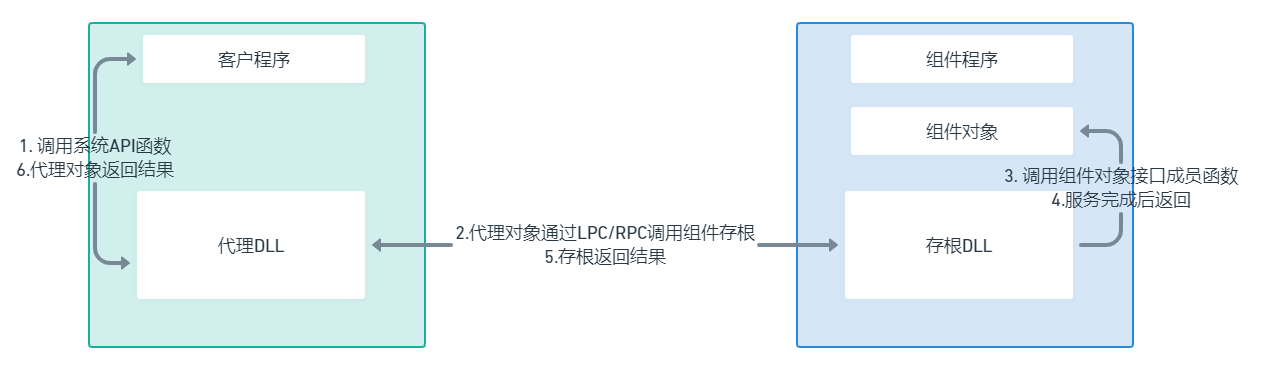 客户程序
1. 调用系统API函数
6.代理对象返回结果
代理DLL
2.代理对象通过LPC/RPC调用组件存根
5.存根返回结果
组件程序
组件对象
3. 调用组件对象接口成员函数
4.服务完成后返回
存根DLL